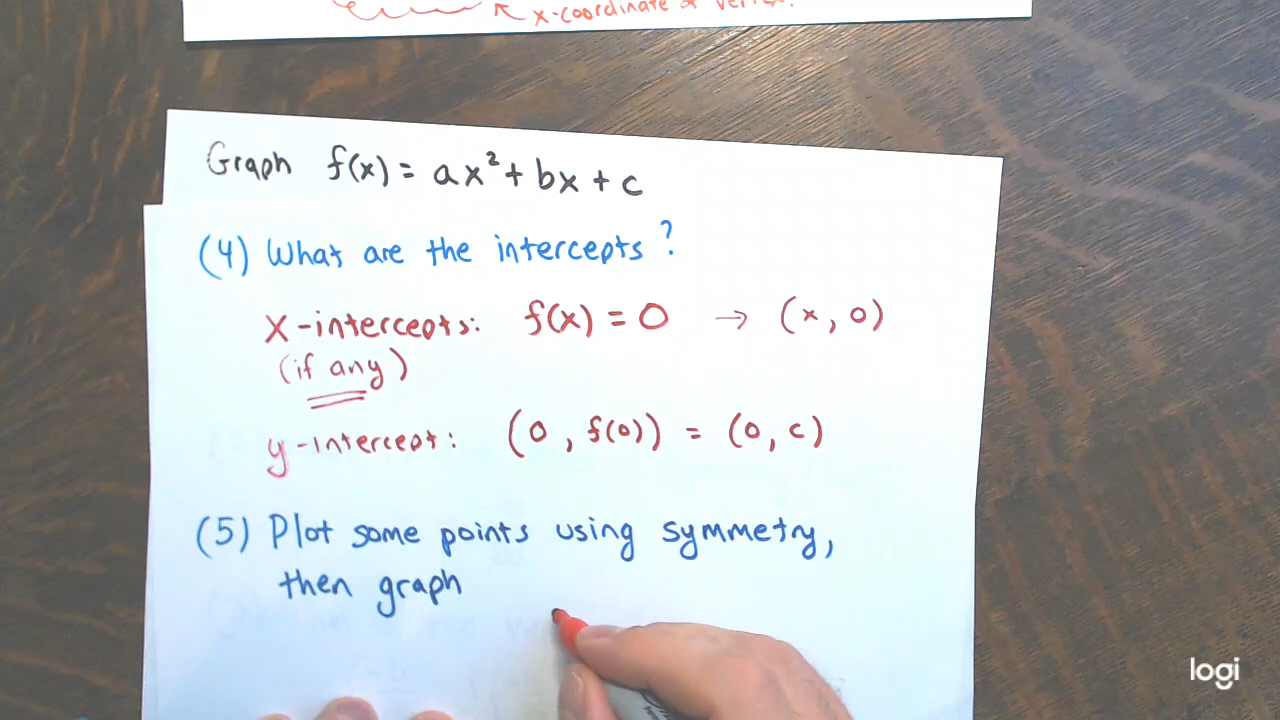 x-coordinate of
Graph f(x) = ax² + bx + c
(4) What are the intercepts?
x-intercepts: f(x) = 0 → (x, 0)
(if any)
y-intercept: (0, f(0)) = (0, c)
(5) Plot some points using symmetry,
then graph
logi